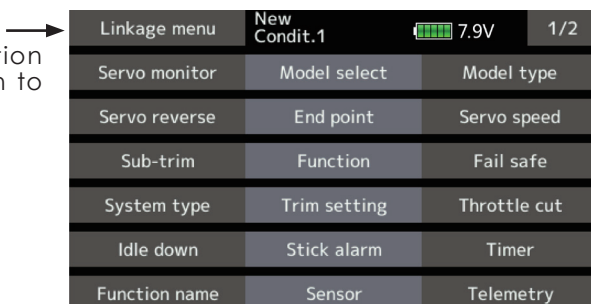 tion
n to
Linkage menu New Condit.1 7.9V 1/2
Servo monitor Model select Model type
Servo reverse End point Servo speed
Sub-trim Function Fail safe
System type Trim setting Throttle cut
Idle down Stick alarm Timer
Function name Sensor Telemetry